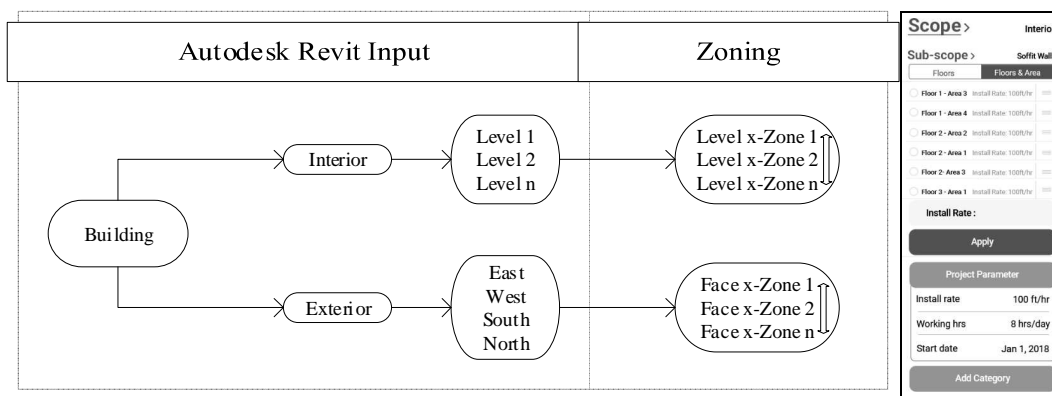 Autodesk Revit Input
Zoning
Building
Interior
Level 1
Level 2
Level n
Level x-Zone 1
Level x-Zone 2
Level x-Zone n
Exterior
East
West
South
North
Face x-Zone 1
Face x-Zone 2
Face x-Zone n
Scope >
Interio
Sub-scope >
Soffit Wall
Floors
Floors & Area
Floor 1 - Area 3 Install Rate: 100ft/hr
Floor 1 - Area 4 Install Rate: 100ft/hr
Floor 2 - Area 2 Install Rate: 100ft/hr
Floor 2 - Area 1 Install Rate: 100ft/hr
Floor 2- Area 3 Install Rate: 100ft/hr
Floor 3 - Area 1 Install Rate: 100ft/hr
Install Rate :
Apply
Project Parameter
Install rate 100 ft/hr
Working hrs 8 hrs/day
Start date Jan 1, 2018
Add Category